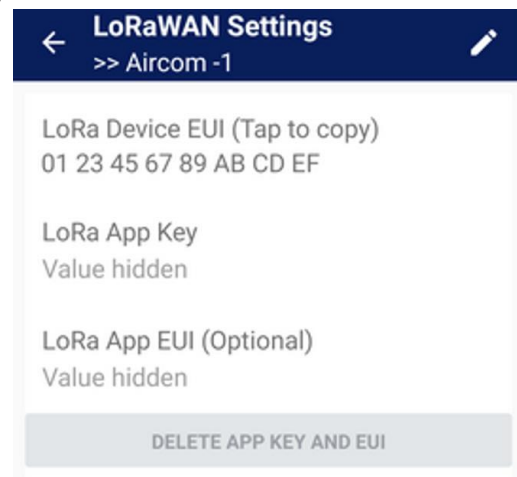 LoRaWAN Settings
>> Aircom -1
LoRa Device EUI (Tap to copy)
01 23 45 67 89 AB CD EF
LoRa App Key
Value hidden
LoRa App EUI (Optional)
Value hidden
DELETE APP KEY AND EUI